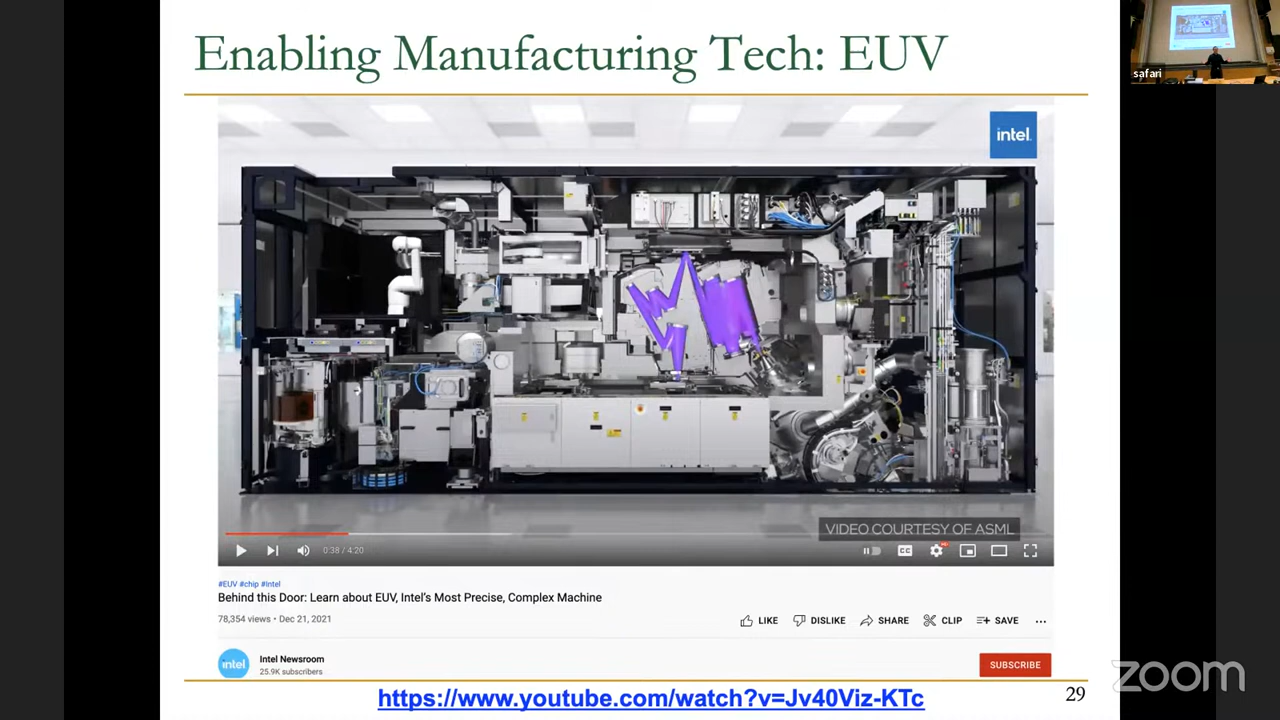 Enabling Manufacturing Tech: EUV
safari
intel.
VIDEO COURTESY OF ASML
0:38 / 4:20
CC
HD
#EUV #chip #Intel
Behind this Door: Learn about EUV, Intel's Most Precise, Complex Machine
78,354 views • Dec 21, 2021
LIKE DISLIKE SHARE CLIP SAVE ...
intel
Intel Newsroom
25.9K subscribers
SUBSCRIBE
https://www.youtube.com/watch?v=Jv40Viz-KTc
29
zoom